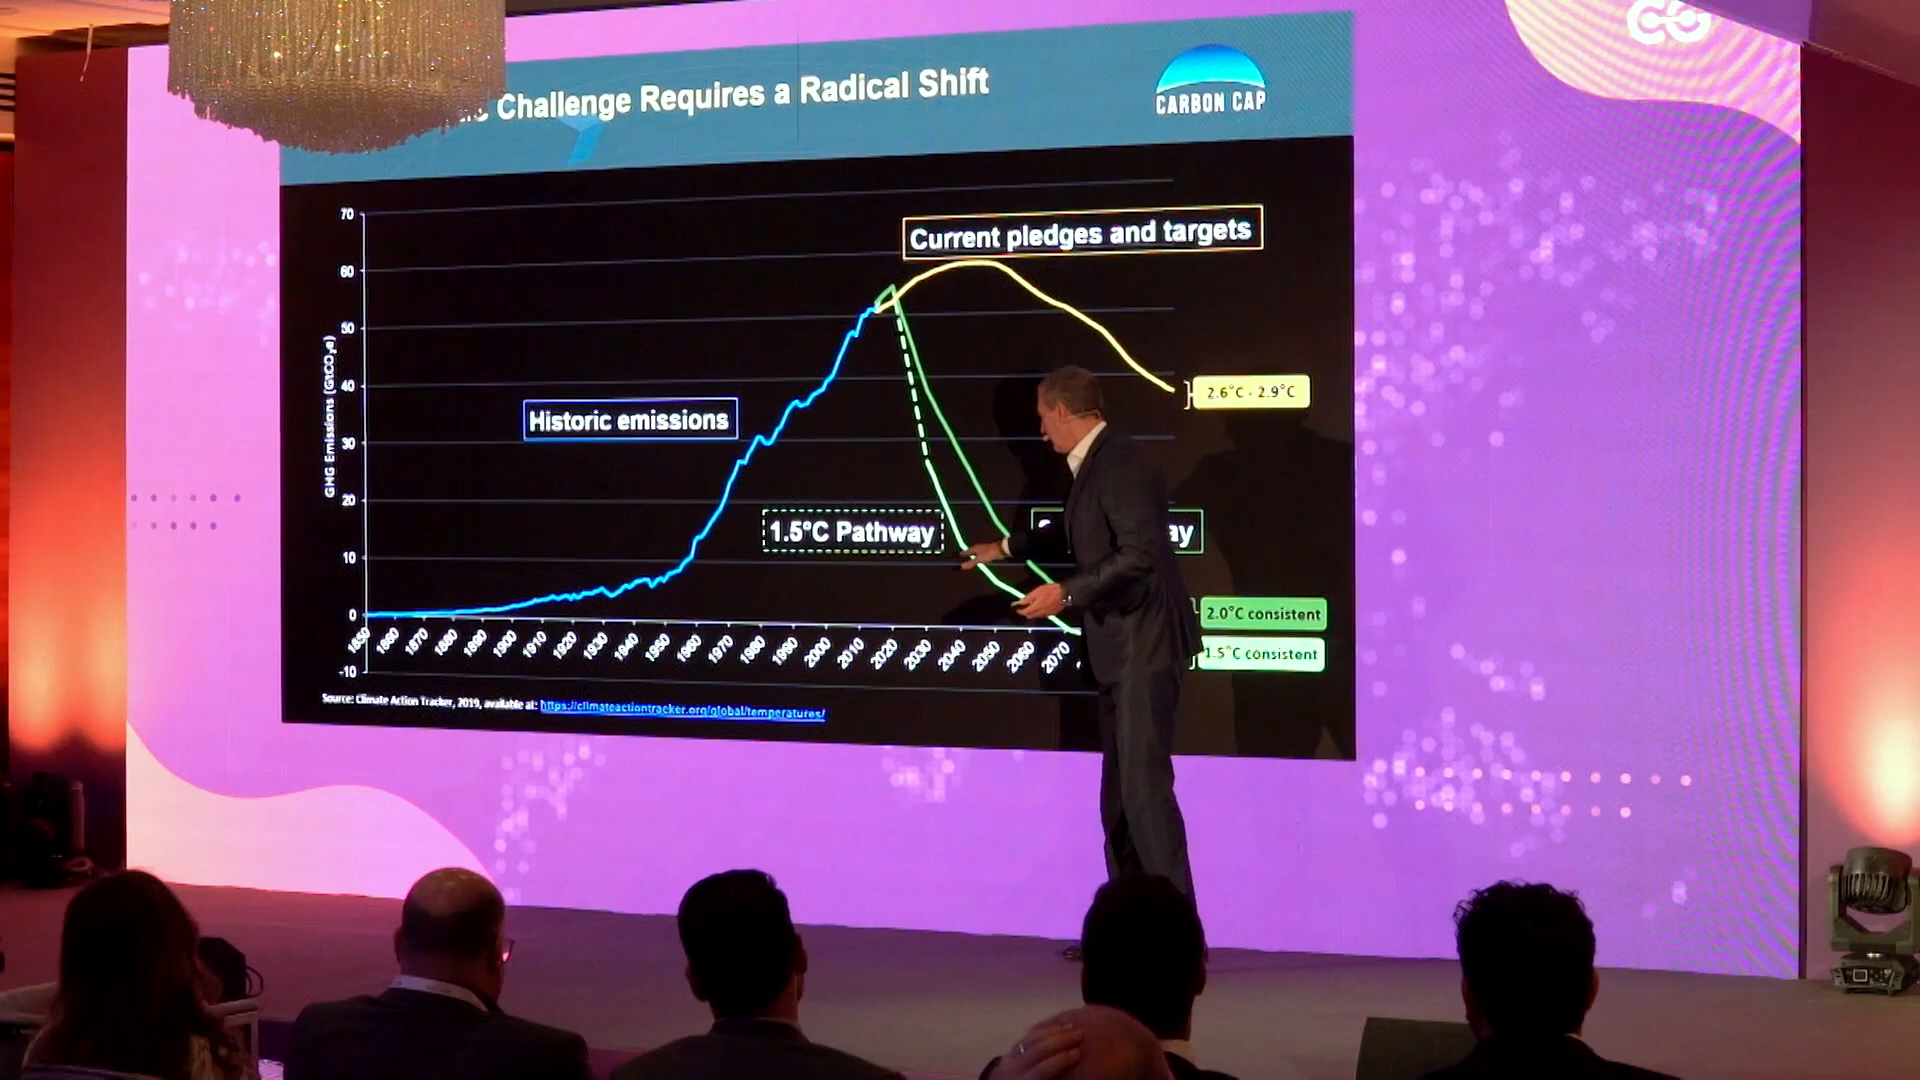 Challenge Requires a Radical Shift
CARBON CAP
Current pledges and targets
Historic emissions
1.5°C Pathway
ay
GHG Emissions (GtCO₂e)
70
60
50
40
30
20
10
0
-10
1850 1860 1870 1880 1890 1900 1910 1920 1930 1940 1950 1960 1970 1980 1990 2000 2010 2020 2030 2040 2050 2060 2070
2.6°C - 2.9°C
2.0°C consistent
1.5°C consistent
Source: Climate Action Tracker, 2019, available at: https://climateactiontracker.org/global/temperatures/